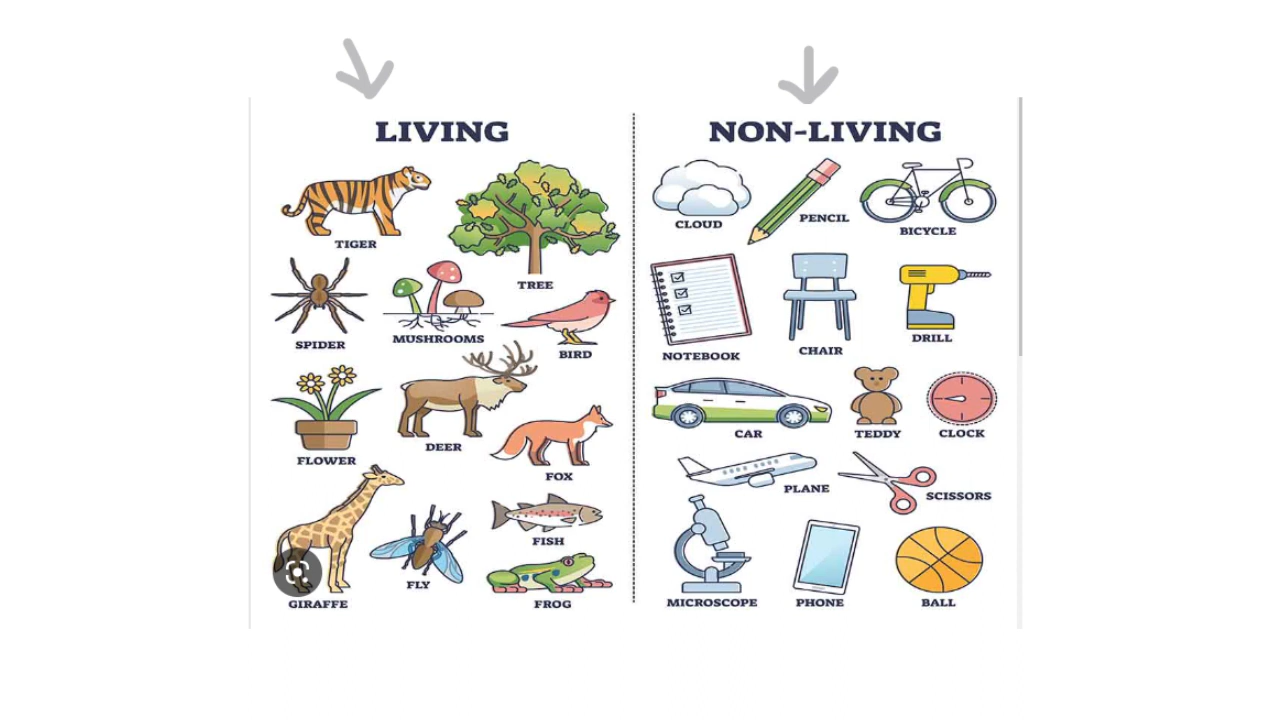 LIVING
TIGER
TREE
SPIDER
MUSHROOMS
BIRD
FLOWER
DEER
FOX
GIRAFFE
FLY
FISH
FROG
NON-LIVING
CLOUD
PENCIL
BICYCLE
NOTEBOOK
CHAIR
DRILL
CAR
TEDDY
CLOCK
PLANE
SCISSORS
MICROSCOPE
PHONE
BALL